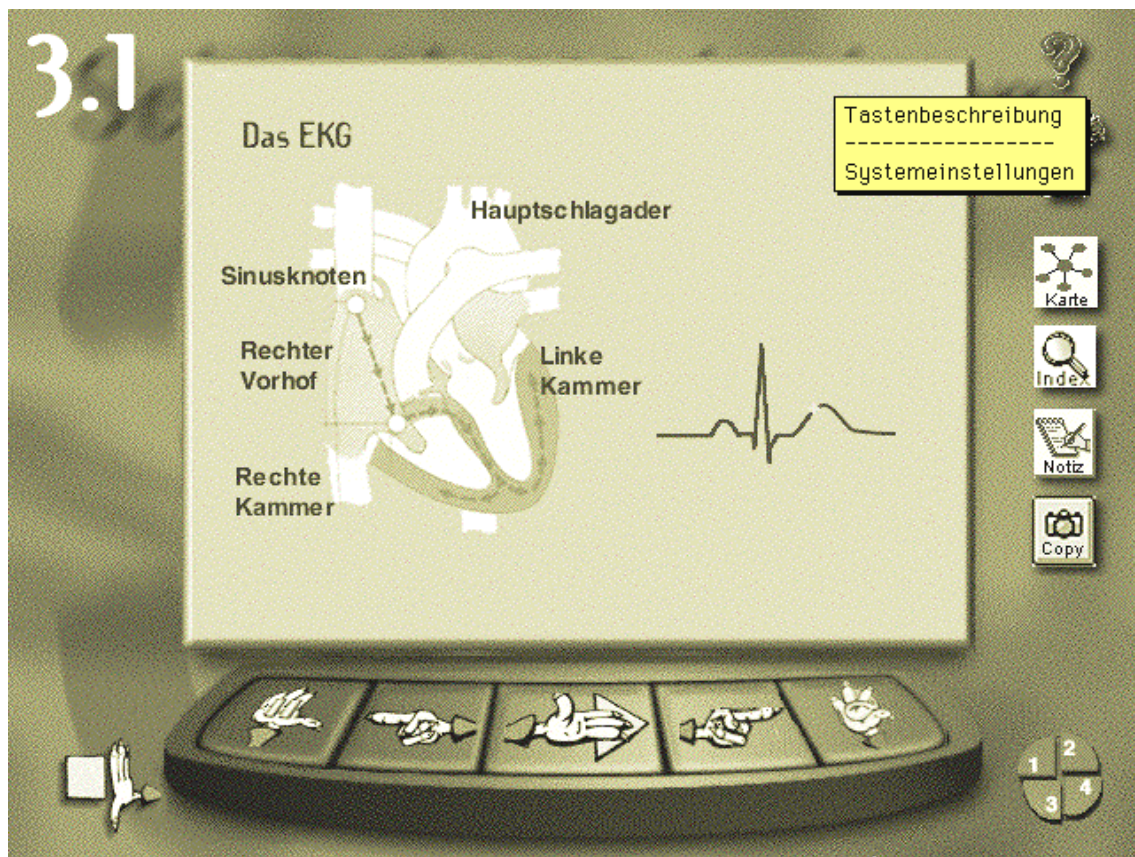 3.1
Das EKG
Tastenbeschreibung
-----------------
Systemeinstellungen
Hauptschlagader
Sinusknoten
Rechter
Vorhof
Linke
Kammer
Rechte
Kammer
Karte
Index
Notiz
Copy
1
2
3
4